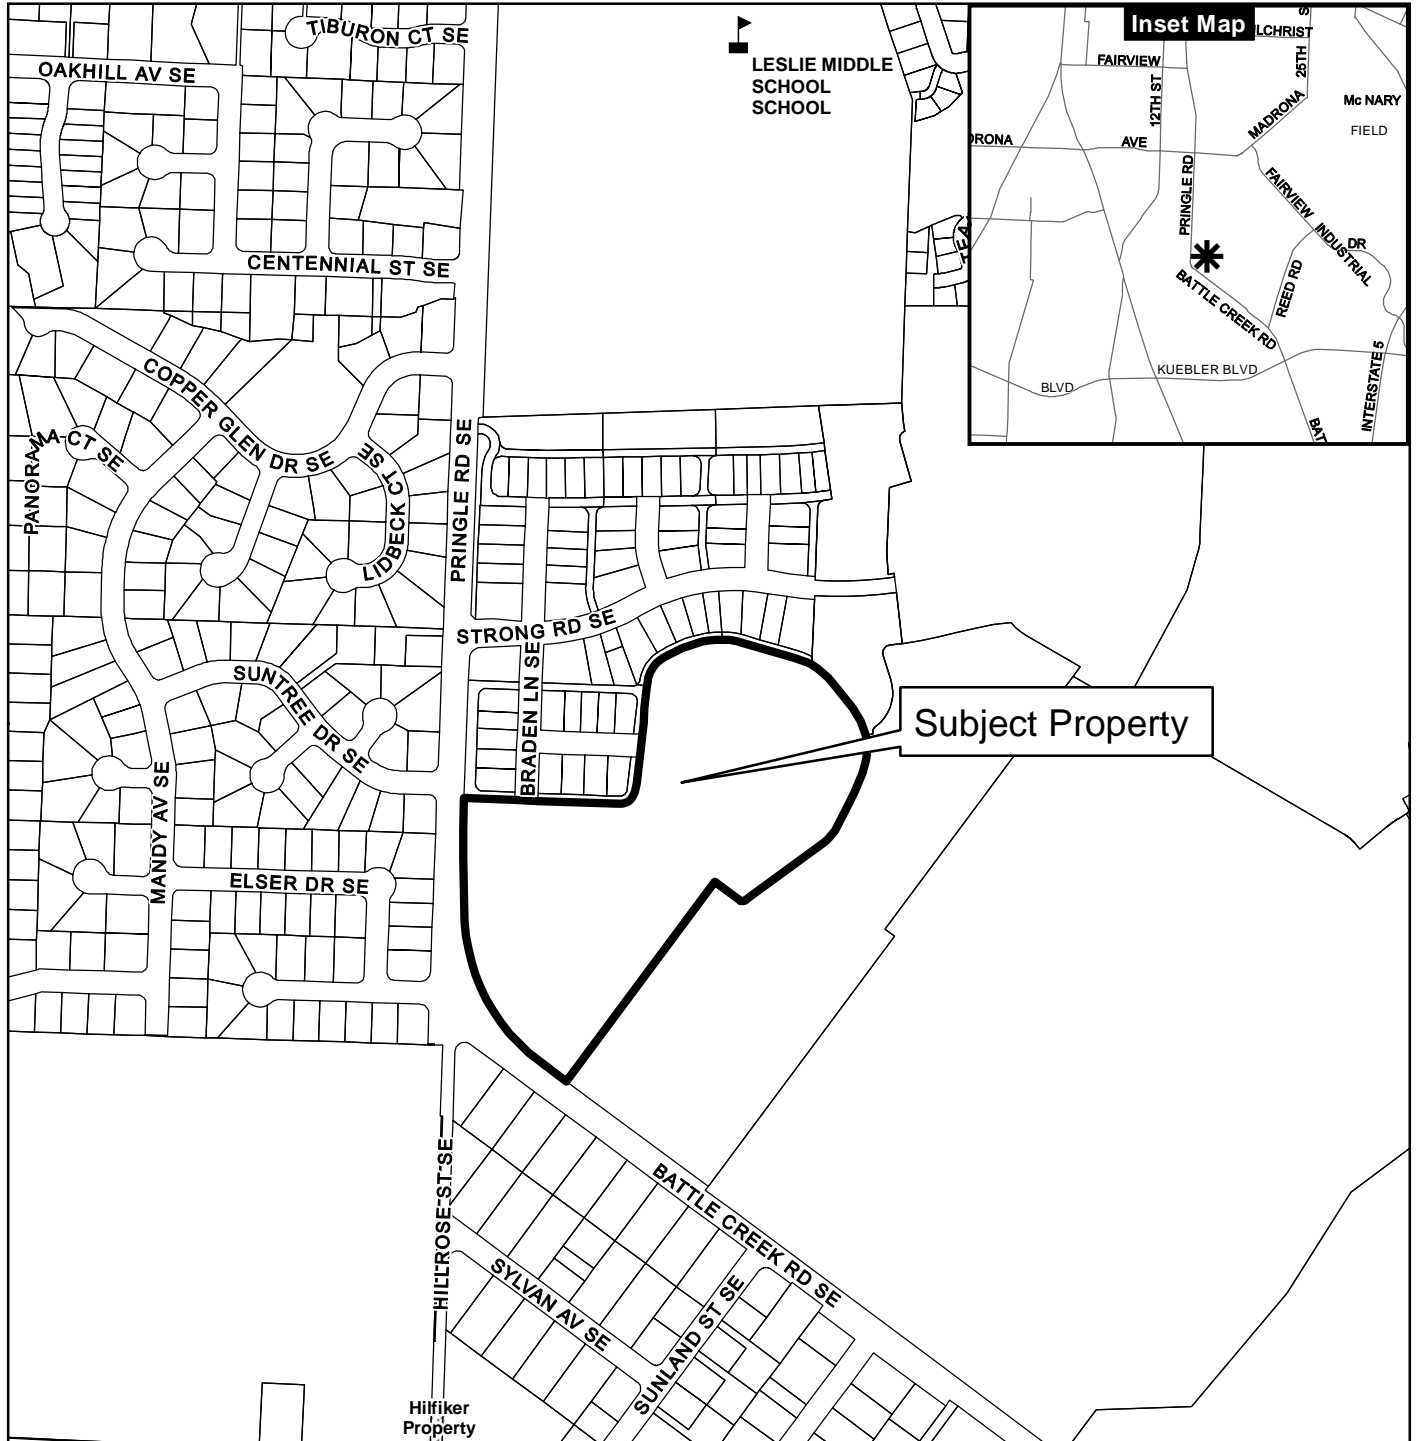 TIBURON CT SE
OAKHILL AV SE
LESLIE MIDDLE
SCHOOL
SCHOOL
CENTENNIAL ST SE
COPPER GLEN DR SE
PANORAMA CT SE
LIDBECK CT SE
PRINGLE RD SE
STRONG RD SE
BRADEN LN SE
SUNTREE DR SE
MANDY AV SE
ELSER DR SE
Subject Property
HILLROSE ST SE
BATTLE CREEK RD SE
SYLVAN AV SE
SUNLAND ST SE
Hilfiker
Property
TEA
Inset Map
ILCHRIST
S
25TH
FAIRVIEW
12TH ST
MADRONA
Mc NARY
FIELD
DRONA
AVE
PRINGLE RD
FAIRVIEW INDUSTRIAL
DR
REED RD
BATTLE CREEK RD
KUEBLER BLVD
BLVD
INTERSTATE 5
BAT